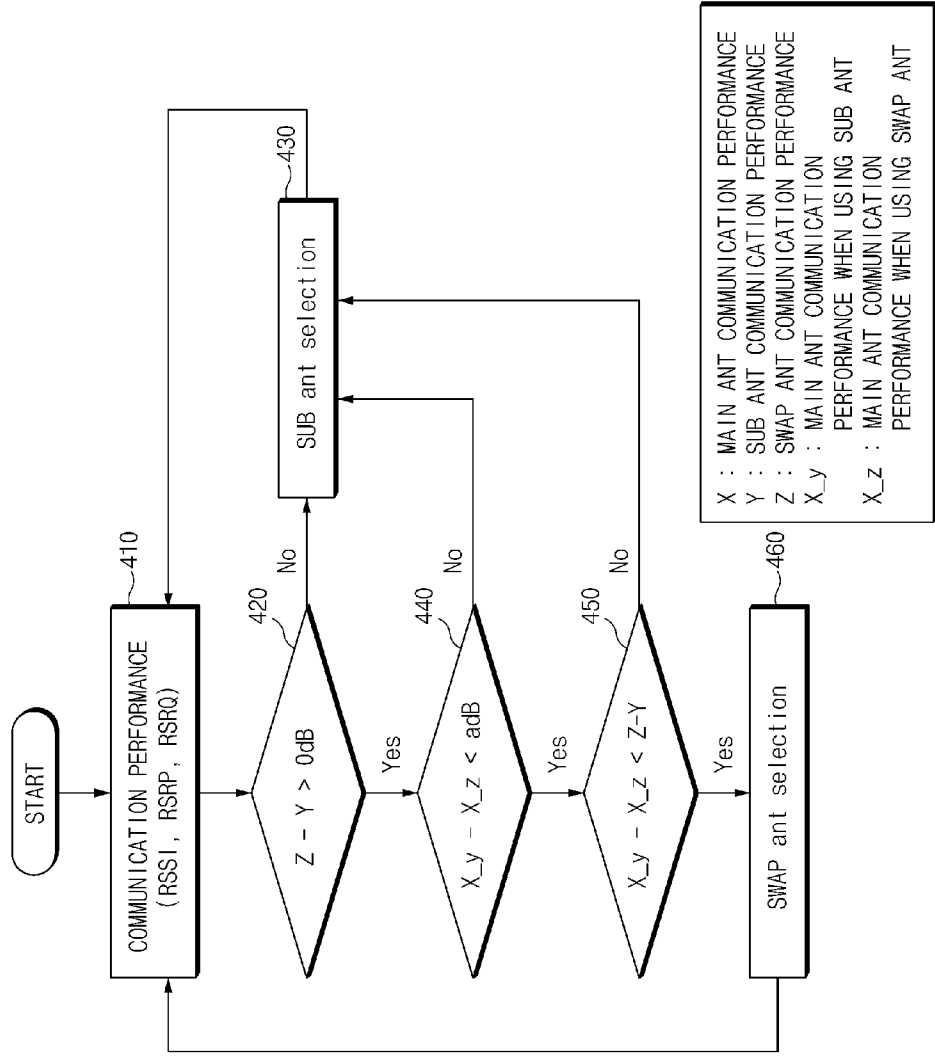 START
COMMUNICATION PERFORMANCE
(RSSI, RSRP, RSRQ)
410
Z - Y > 0dB
420
No
Yes
SUB ant selection
430
X_y - X_z < adB
440
No
Yes
X_y - X_z < Z-Y
450
No
Yes
SWAP ant selection
460
X : MAIN ANT COMMUNICATION PERFORMANCE
Y : SUB ANT COMMUNICATION PERFORMANCE
Z : SWAP ANT COMMUNICATION PERFORMANCE
X_y : MAIN ANT COMMUNICATION
PERFORMANCE WHEN USING SUB ANT
X_z : MAIN ANT COMMUNICATION
PERFORMANCE WHEN USING SWAP ANT